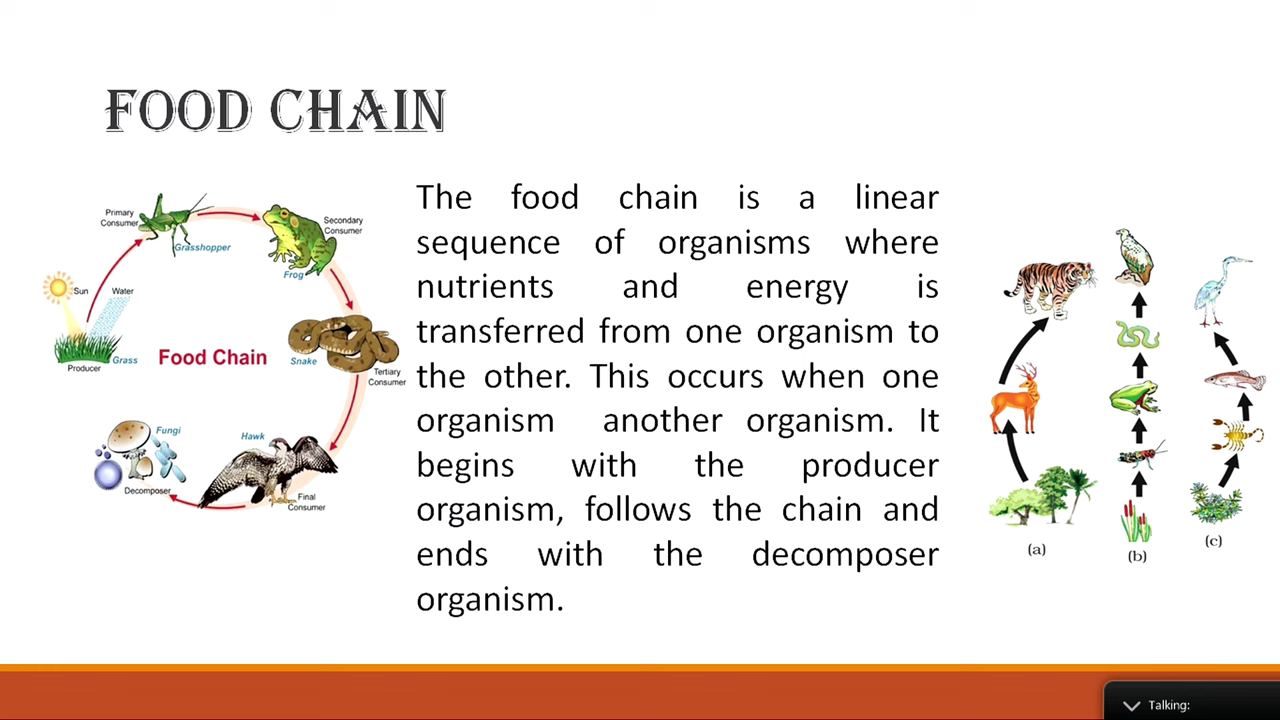 FOOD CHAIN
Primary
Consumer
Grasshopper
Secondary
Consumer
Frog
Sun
Water
Grass
Producer
Food Chain
Snake
Tertiary
Consumer
Fungi
Decomposer
Hawk
Final
Consumer
The food chain is a linear
sequence of organisms where
nutrients and energy is
transferred from one organism to
the other. This occurs when one
organism another organism. It
begins with the producer
organism, follows the chain and
ends with the decomposer
organism.
(a)
(b)
(c)
Talking: